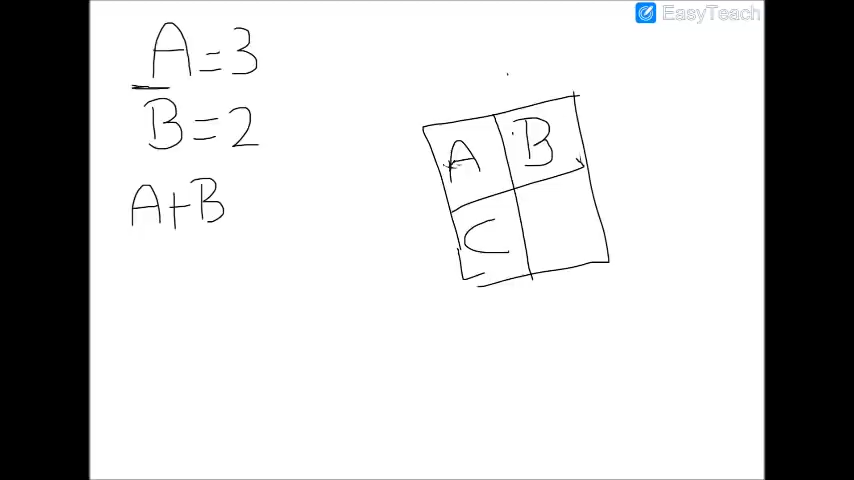 EasyTeach
A=3
B=2
A+B
A B
C